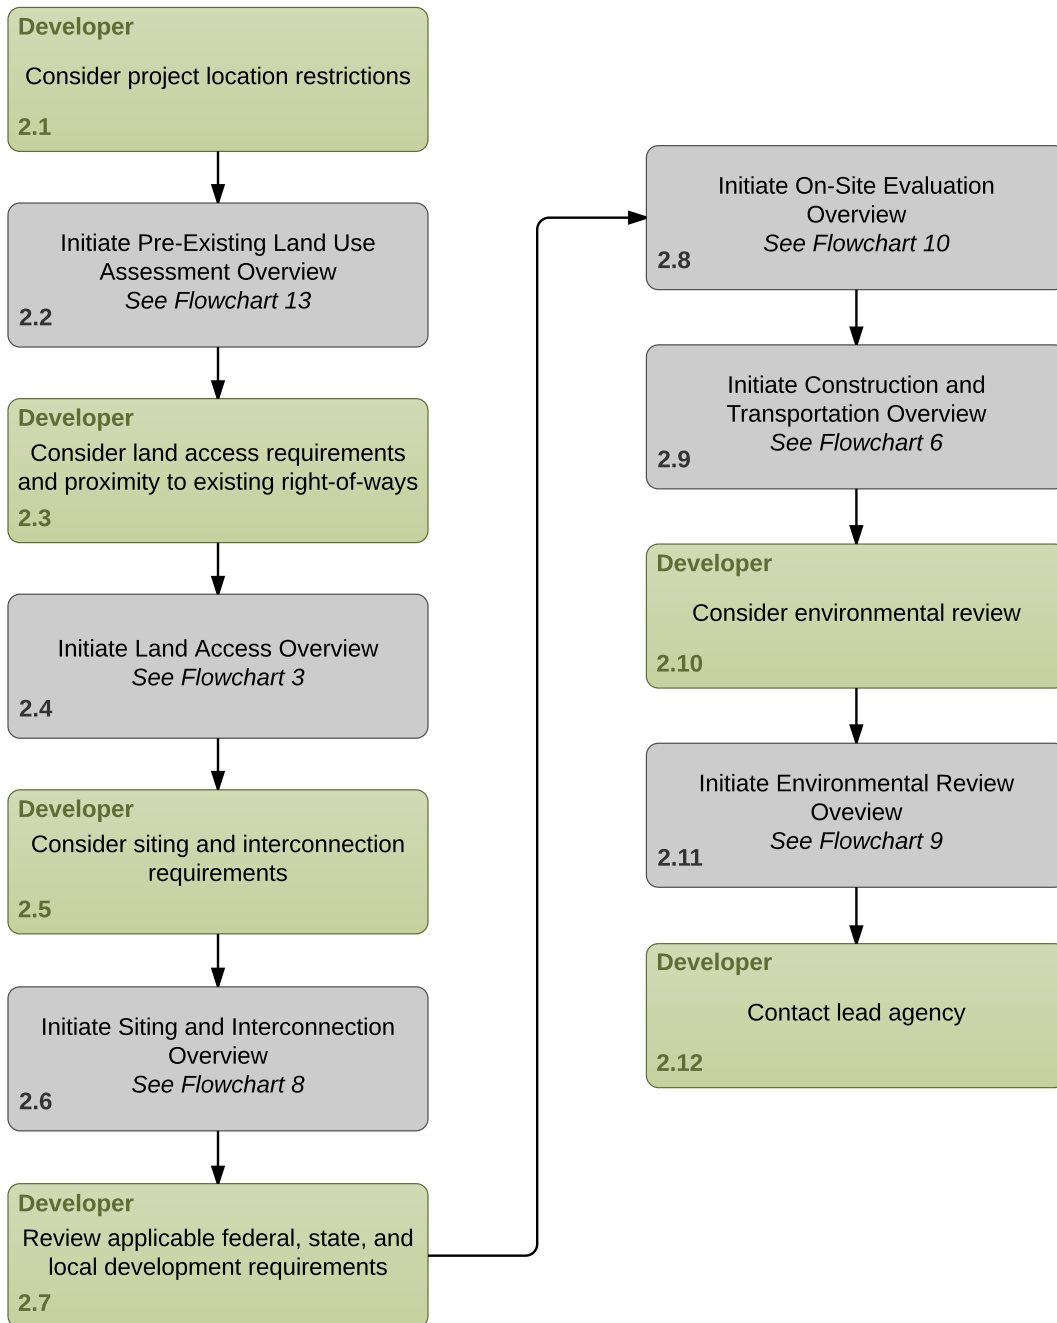 Developer
Consider project location restrictions
2.1
Initiate Pre-Existing Land Use
Assessment Overview
See Flowchart 13
2.2
Developer
Consider land access requirements
and proximity to existing right-of-ways
2.3
Initiate Land Access Overview
See Flowchart 3
2.4
Developer
Consider siting and interconnection
requirements
2.5
Initiate Siting and Interconnection
Overview
See Flowchart 8
2.6
Developer
Review applicable federal, state, and
local development requirements
2.7
Initiate On-Site Evaluation
Overview
See Flowchart 10
2.8
Initiate Construction and
Transportation Overview
See Flowchart 6
2.9
Developer
Consider environmental review
2.10
Initiate Environmental Review
Oveview
See Flowchart 9
2.11
Developer
Contact lead agency
2.12